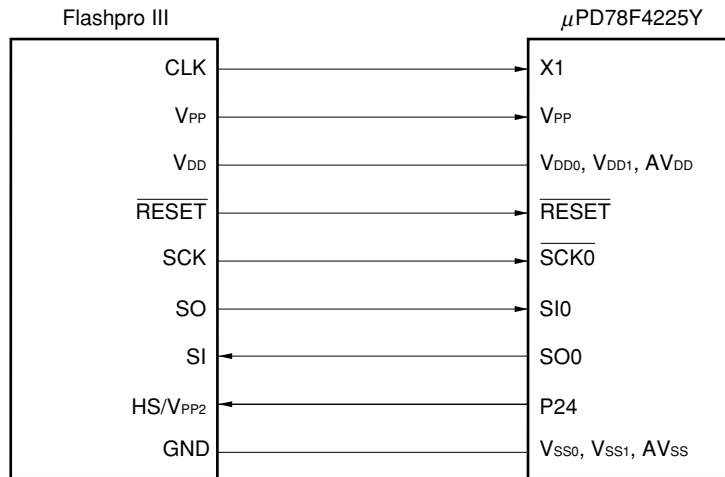 Flashpro III μPD78F4225Y
CLK X1
VPP VPP
VDD VDD0, VDD1, AVDD
RESET RESET
SCK SCK0
SO SI0
SI SO0
HS/VPP2 P24
GND VSS0, VSS1, AVSS